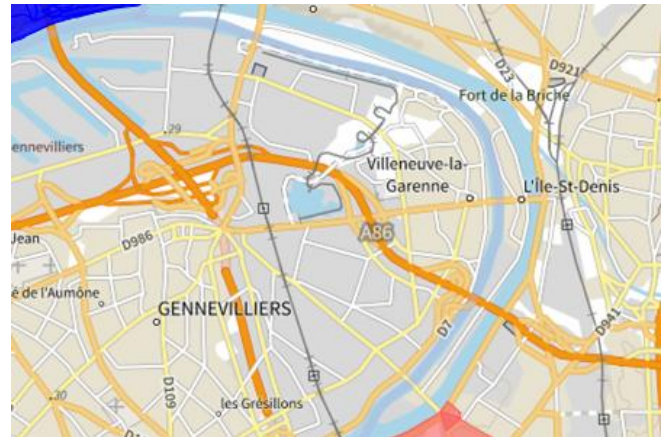 D23
D921
Fort de la Briche
29
ennevilliers
Villeneuve-la-
Garenne
L'Île-St-Denis
Jean
D986
A86
é de l'Aumône
GENNEVILLIERS
D7
D941
D109
30
les Grésillons